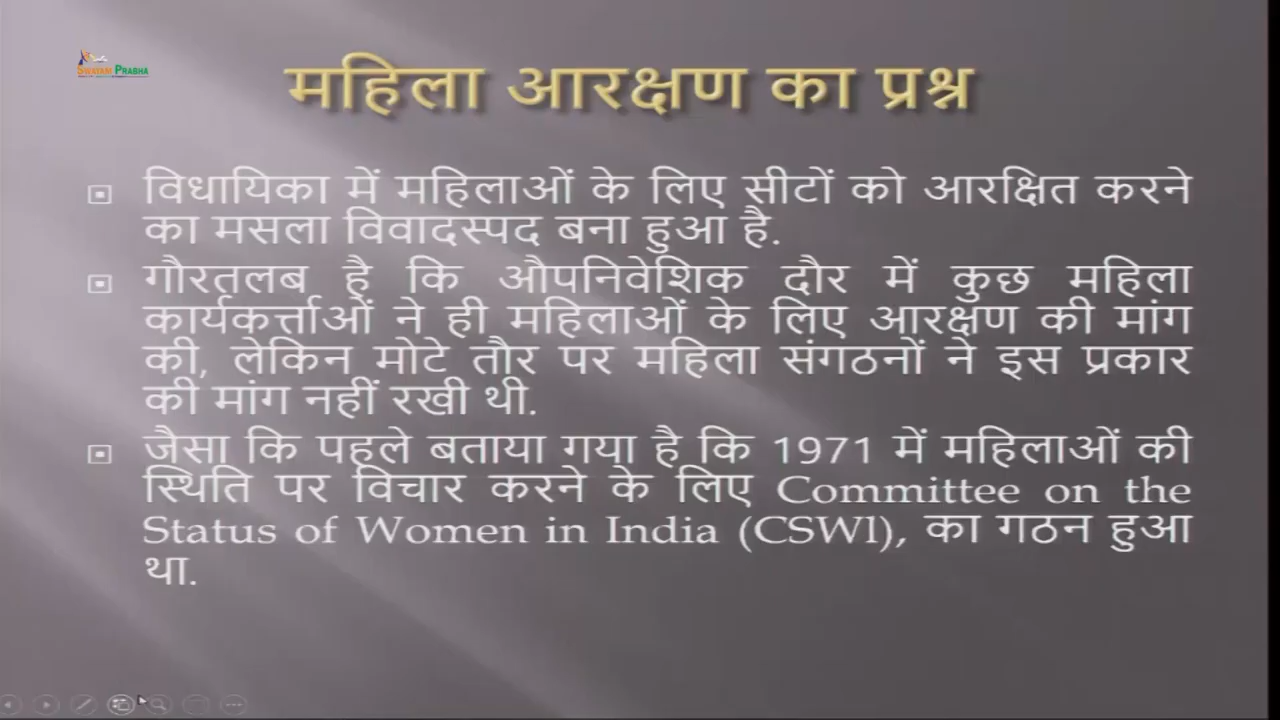 SWAYAM PRABHA
महिला आरक्षण का प्रश्न
विधायिका में महिलाओं के लिए सीटों को आरक्षित करने
का मसला विवादस्पद बना हुआ है.
गौरतलब है कि औपनिवेशिक दौर में कुछ महिला
कार्यकर्त्ताओं ने ही महिलाओं के लिए आरक्षण की मांग
की, लेकिन मोटे तौर पर महिला संगठनों ने इस प्रकार
की मांग नहीं रखी थी.
जैसा कि पहले बताया गया है कि 1971 में महिलाओं की
स्थिति पर विचार करने के लिए Committee on the
Status of Women in India (CSWI), का गठन हुआ
था.